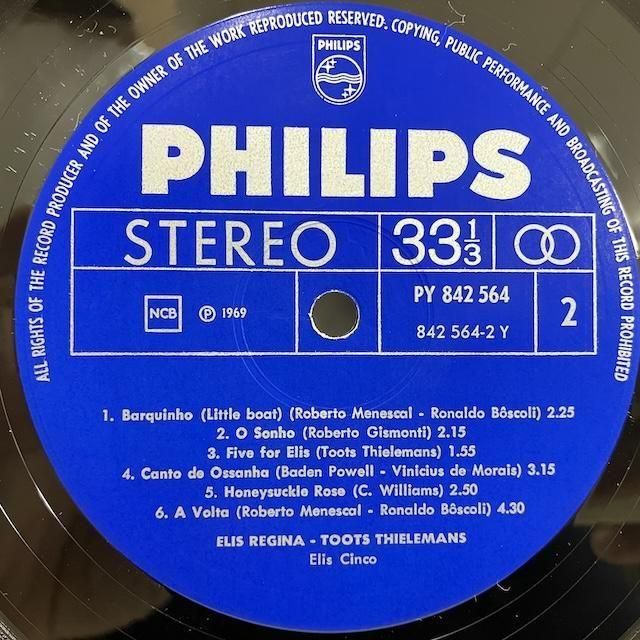 ALL RIGHTS OF THE RECORD PRODUCER AND OF THE OWNER OF THE WORK REPRODUCED RESERVED. COPYING, PUBLIC PERFORMANCE AND BROADCASTING OF THIS RECORD PROHIBITED
PHILIPS
PHILIPS
STEREO 33⅓
NCB Ⓟ 1969
PY 842 564
842 564-2 Y
2
1. Barquinho (Little boat) (Roberto Menescal - Ronaldo Bôscoli) 2.25
2. O Sonho (Roberto Gismonti) 2.15
3. Five for Elis (Toots Thielemans) 1.55
4. Canto de Ossanha (Baden Powell - Vinicius de Morais) 3.15
5. Honeysuckle Rose (C. Williams) 2.50
6. A Volta (Roberto Menescal - Ronaldo Bôscoli) 4.30
ELIS REGINA - TOOTS THIELEMANS
Elis Cinco